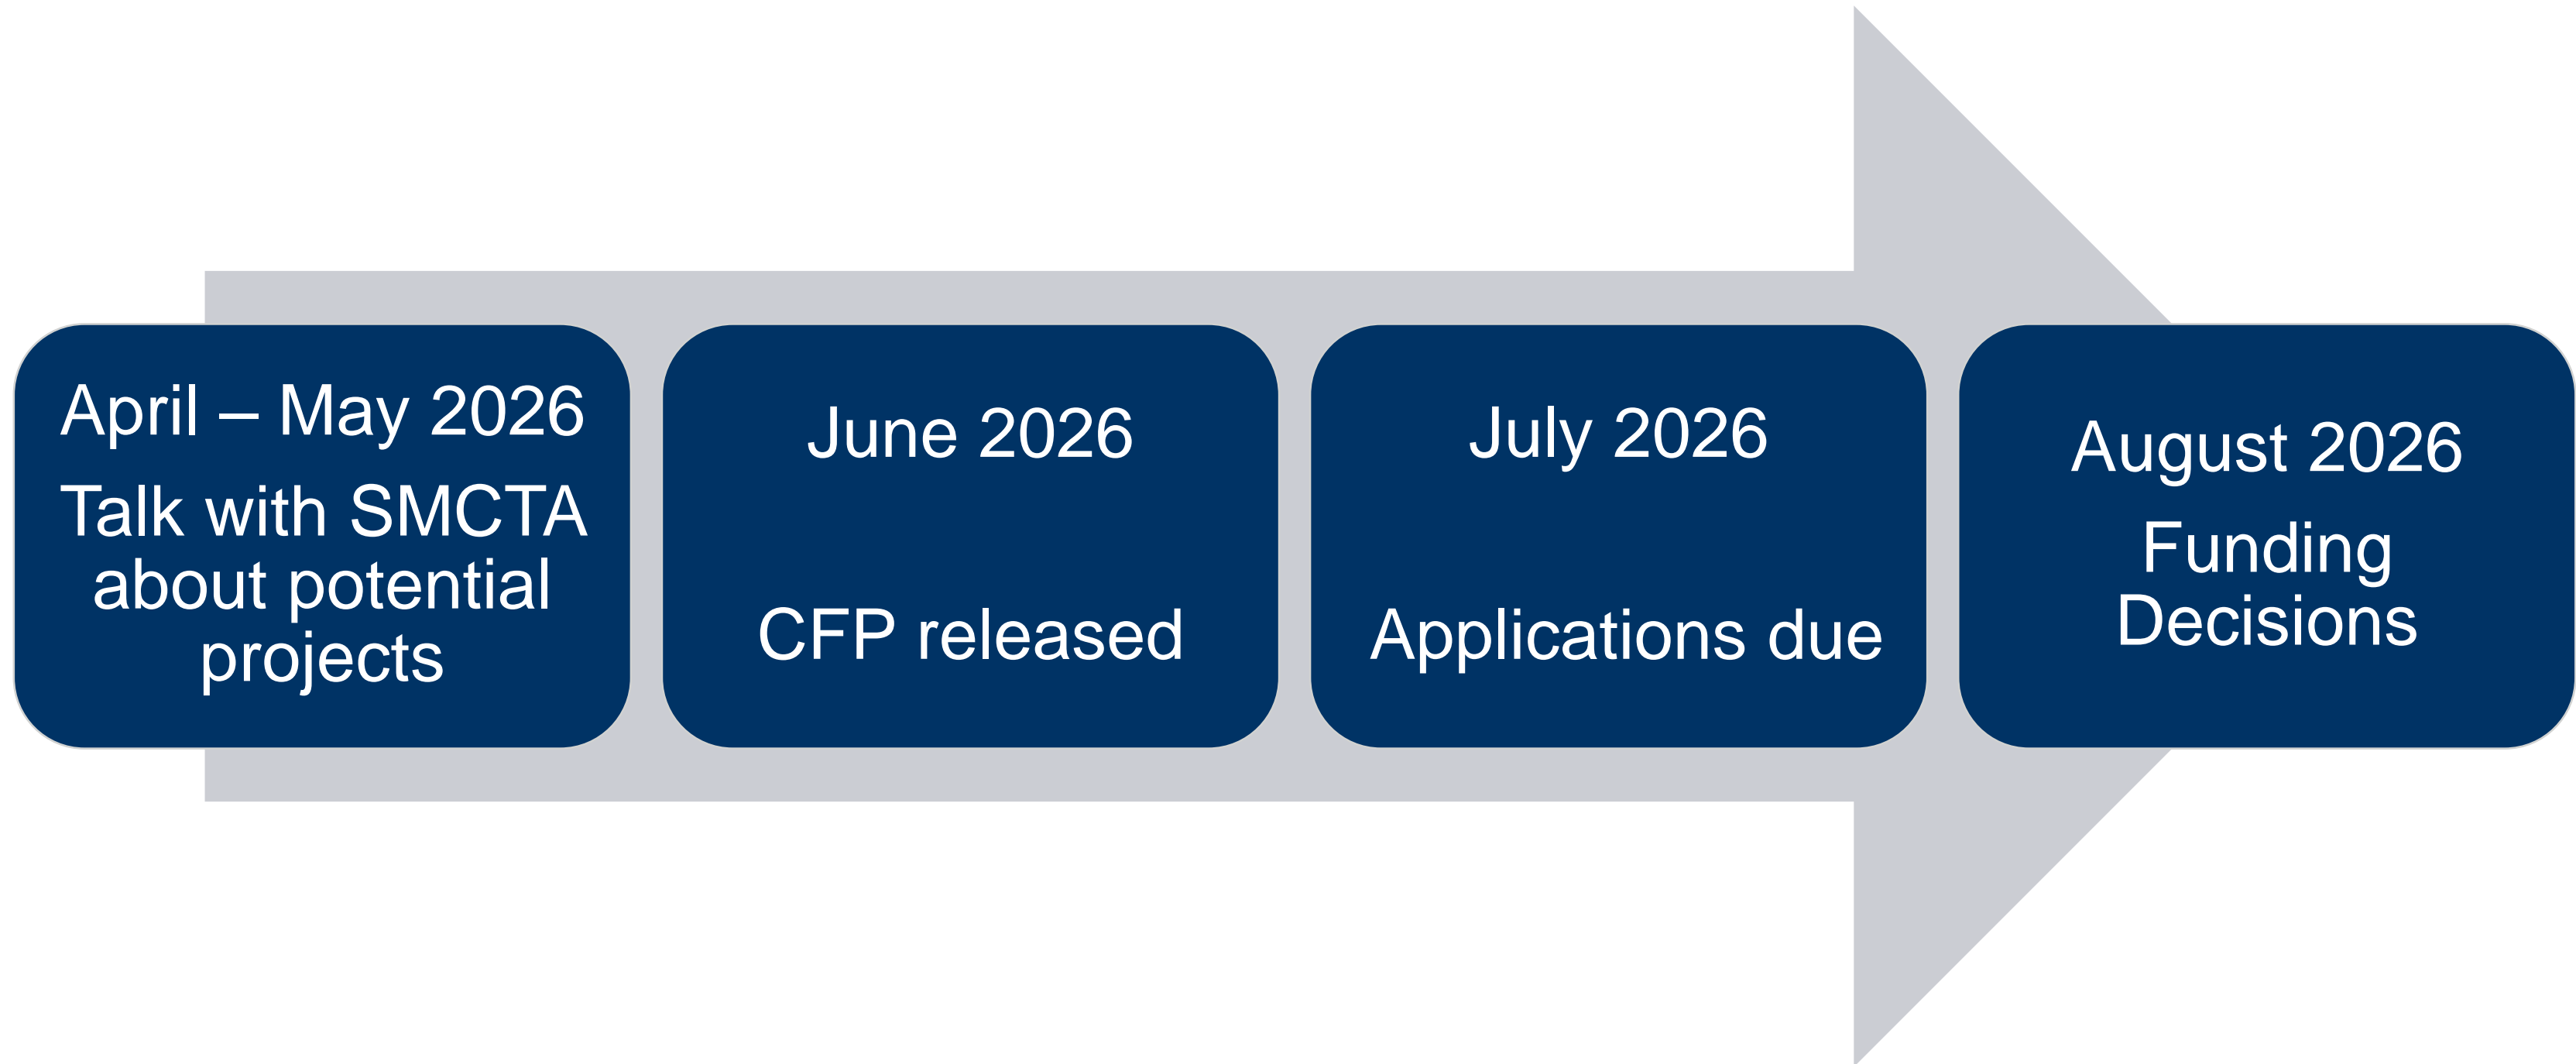 April – May 2026
Talk with SMCTA
about potential
projects
June 2026
CFP released
July 2026
Applications due
August 2026
Funding
Decisions